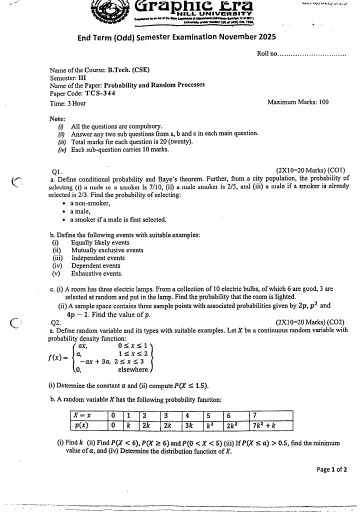 Graphic Era
HILL UNIVERSITY
End Term (Odd) Semester Examination November 2025
Roll no.............................
Name of the Course: B.Tech. (CSE)
Semester: III
Name of the Paper: Probability and Random Processes
Paper Code: TCS-344
Time: 3 Hour Maximum Marks: 100
Note:
(i) All the questions are compulsory.
(ii) Answer any two sub questions from a, b and c in each main question.
(iii) Total marks for each question is 20 (twenty).
(iv) Each sub-question carries 10 marks.
Q1. (2X10=20 Marks) (CO1)
a. Define conditional probability and Baye's theorem. Further, from a city population, the probability of
selecting (i) a male or a smoker is 7/10, (ii) a male smoker is 2/5, and (iii) a male if a smoker is already
selected is 2/3. Find the probability of selecting:
• a non-smoker,
• a male,
• a smoker if a male is first selected.
b. Define the following events with suitable examples:
(i) Equally likely events
(ii) Mutually exclusive events
(iii) Independent events
(iv) Dependent events
(v) Exhaustive events.
c. (i) A room has three electric lamps. From a collection of 10 electric bulbs, of which 6 are good, 3 are
selected at random and put in the lamp. Find the probability that the room is lighted.
(ii) A sample space contains three sample points with associated probabilities given by 2p, p² and
4p − 1. Find the value of p.
Q2. (2X10=20 Marks) (CO2)
a. Define random variable and its types with suitable examples. Let X be a continuous random variable with
probability density function:
f(x) = { ax, 0 ≤ x ≤ 1
a, 1 ≤ x ≤ 2
−ax + 3a, 2 ≤ x ≤ 3
0, elsewhere
(i) Determine the constant a and (ii) compute P(X ≤ 1.5).
b. A random variable X has the following probability function:
X = x 0 1 2 3 4 5 6 7
p(x) 0 k 2k 2k 3k k² 2k² 7k² + k
(i) Find k (ii) Find P(X < 6), P(X ≥ 6) and P(0 < X < 5) (iii) If P(X ≤ a) > 0.5, find the minimum
value of a, and (iv) Determine the distribution function of X.
Page 1 of 2